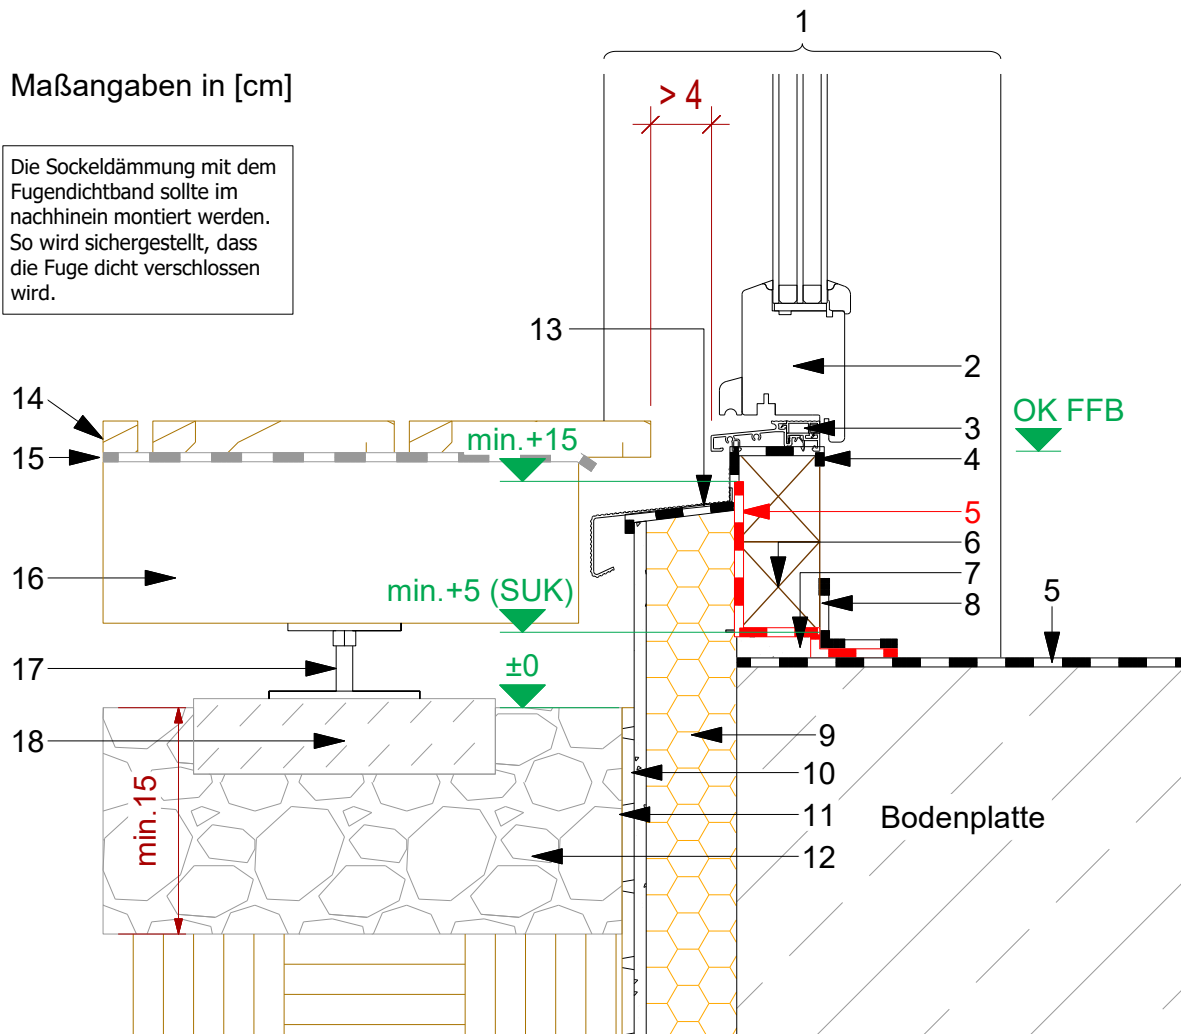 1
Maßangaben in [cm]
> 4
Die Sockeldämmung mit dem
Fugendichtband sollte im
nachhinein montiert werden.
So wird sichergestellt, dass
die Fuge dicht verschlossen
wird.
13
2
14
OK FFB
3
min.+15
15
4
5
6
7
16
min.+5 (SUK)
5
8
17
±0
9
18
10
min.15
11
Bodenplatte
12